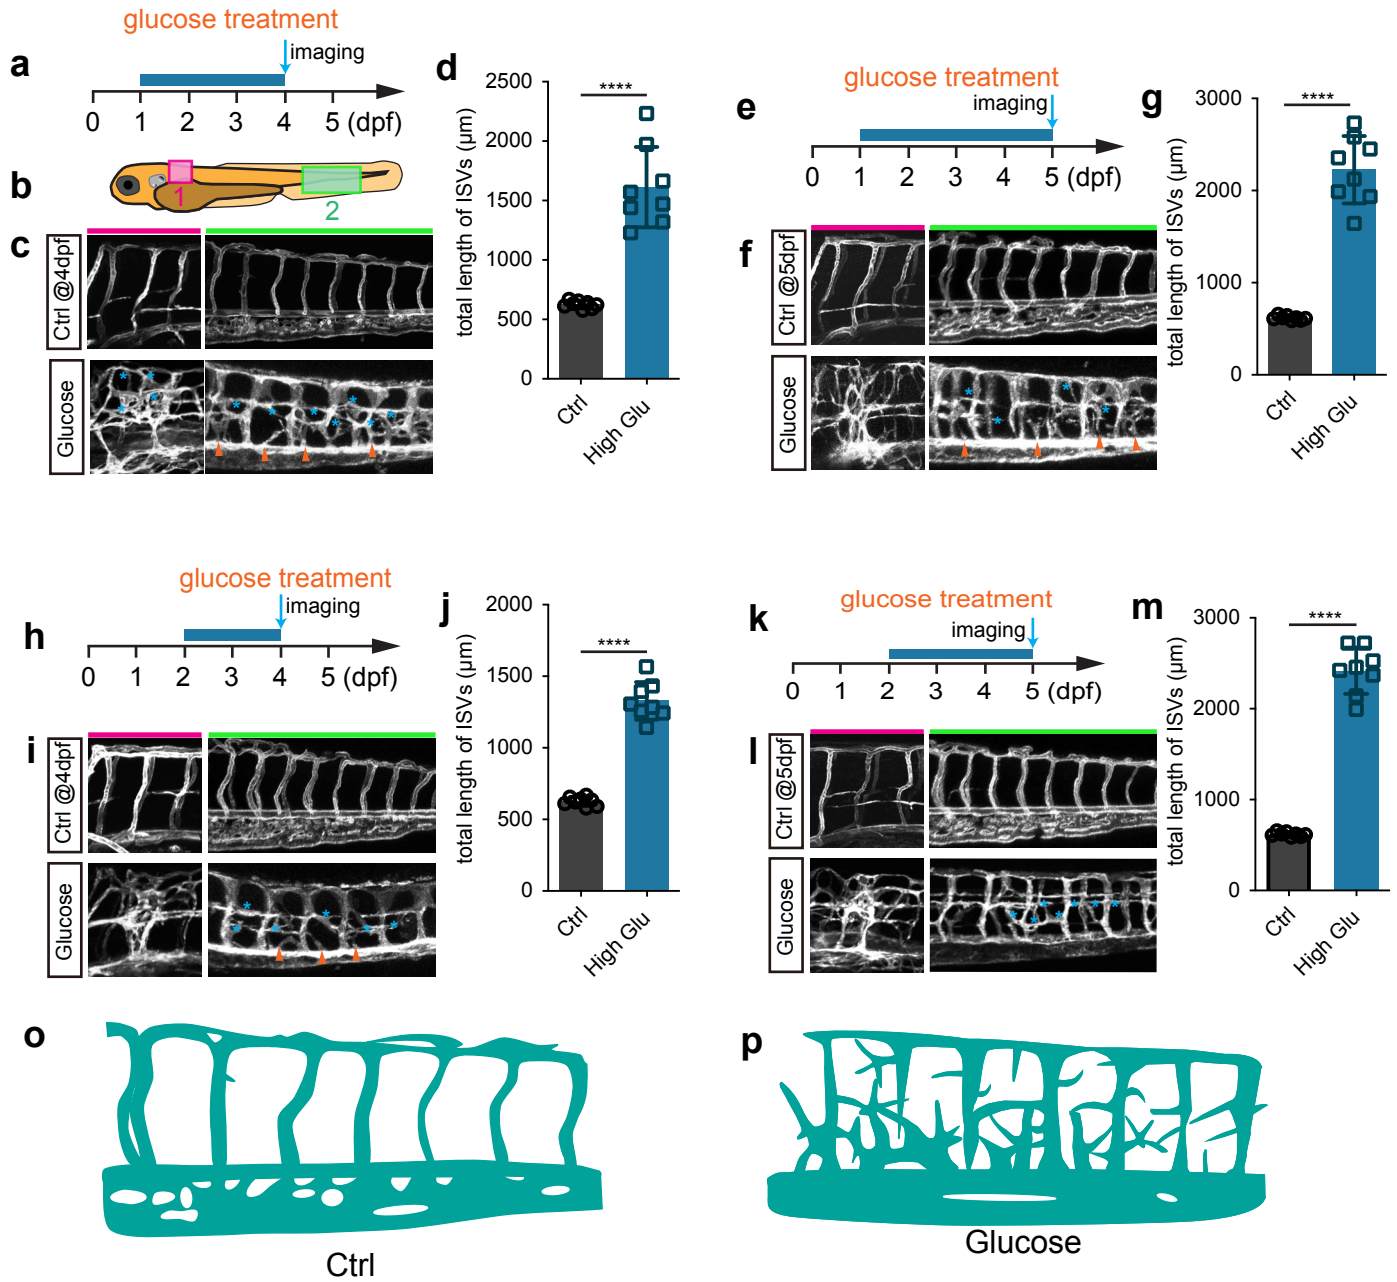 a
glucose treatment
imaging
0 1 2 3 4 5 (dpf)
b
1
2
c
Ctrl @4dpf
Glucose
* * * *
* * * * * * *
d
total length of ISVs (μm)
2500
2000
1500
1000
500
0
****
Ctrl
High Glu
e
glucose treatment
imaging
0 1 2 3 4 5 (dpf)
f
Ctrl @5dpf
Glucose
* * * *
g
total length of ISVs (μm)
3000
2000
1000
0
****
Ctrl
High Glu
h
glucose treatment
imaging
0 1 2 3 4 5 (dpf)
i
Ctrl @4dpf
Glucose
* * * * * *
j
total length of ISVs (μm)
2000
1500
1000
500
0
****
Ctrl
High Glu
k
glucose treatment
imaging
0 1 2 3 4 5 (dpf)
l
Ctrl @5dpf
Glucose
* * * * * * * *
m
total length of ISVs (μm)
3000
2000
1000
0
****
Ctrl
High Glu
o
Ctrl
p
Glucose